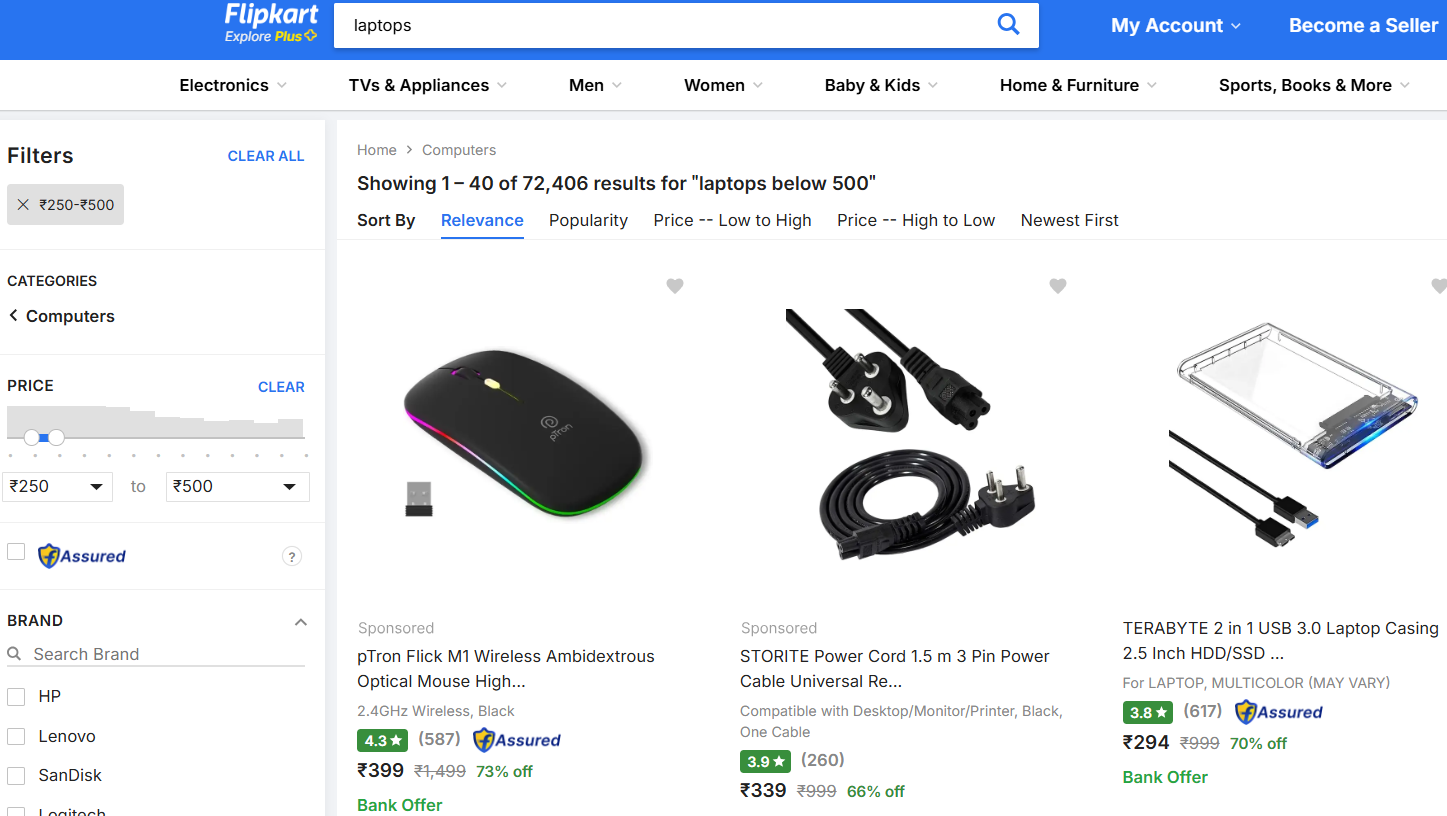 Flipkart
Explore Plus
laptops
My Account
Become a Seller
Electronics
TVs & Appliances
Men
Women
Baby & Kids
Home & Furniture
Sports, Books & More
Filters
CLEAR ALL
₹250-₹500
CATEGORIES
Computers
PRICE
CLEAR
₹250
to
₹500
Assured
?
BRAND
Search Brand
HP
Lenovo
SanDisk
Logitech
Home
Computers
Showing 1 – 40 of 72,406 results for "laptops below 500"
Sort By
Relevance
Popularity
Price -- Low to High
Price -- High to Low
Newest First
pTron
Sponsored
pTron Flick M1 Wireless Ambidextrous
Optical Mouse High...
2.4GHz Wireless, Black
4.3 ★ (587) Assured
₹399 ₹1,499 73% off
Bank Offer
Sponsored
STORITE Power Cord 1.5 m 3 Pin Power
Cable Universal Re...
Compatible with Desktop/Monitor/Printer, Black,
One Cable
3.9 ★ (260)
₹339 ₹999 66% off
TERABYTE 2 in 1 USB 3.0 Laptop Casing
2.5 Inch HDD/SSD ...
For LAPTOP, MULTICOLOR (MAY VARY)
3.8 ★ (617) Assured
₹294 ₹999 70% off
Bank Offer